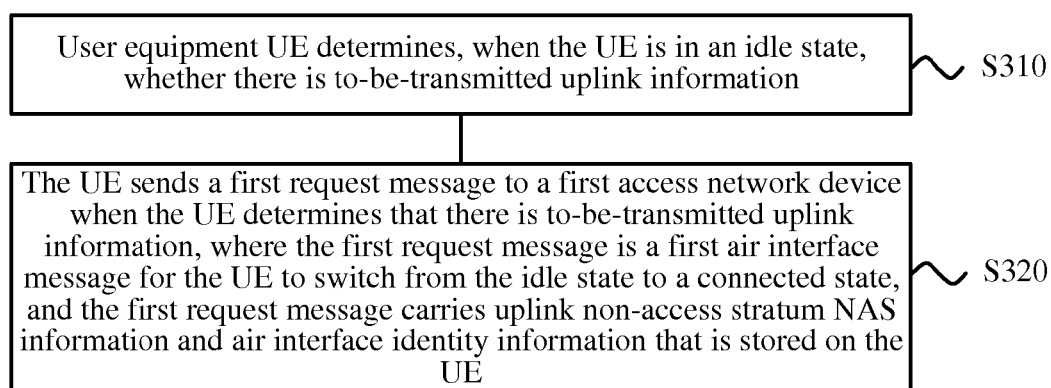 User equipment UE determines, when the UE is in an idle state,
whether there is to-be-transmitted uplink information
S310
The UE sends a first request message to a first access network device
when the UE determines that there is to-be-transmitted uplink
information, where the first request message is a first air interface
message for the UE to switch from the idle state to a connected state,
and the first request message carries uplink non-access stratum NAS
information and air interface identity information that is stored on the
UE
S320